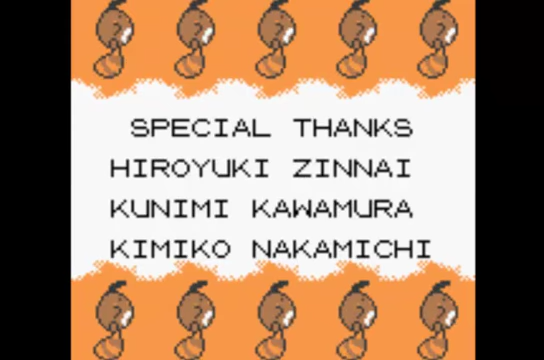 SPECIAL THANKS
HIROYUKI ZINNAI
KUNIMI KAWAMURA
KIMIKO NAKAMICHI